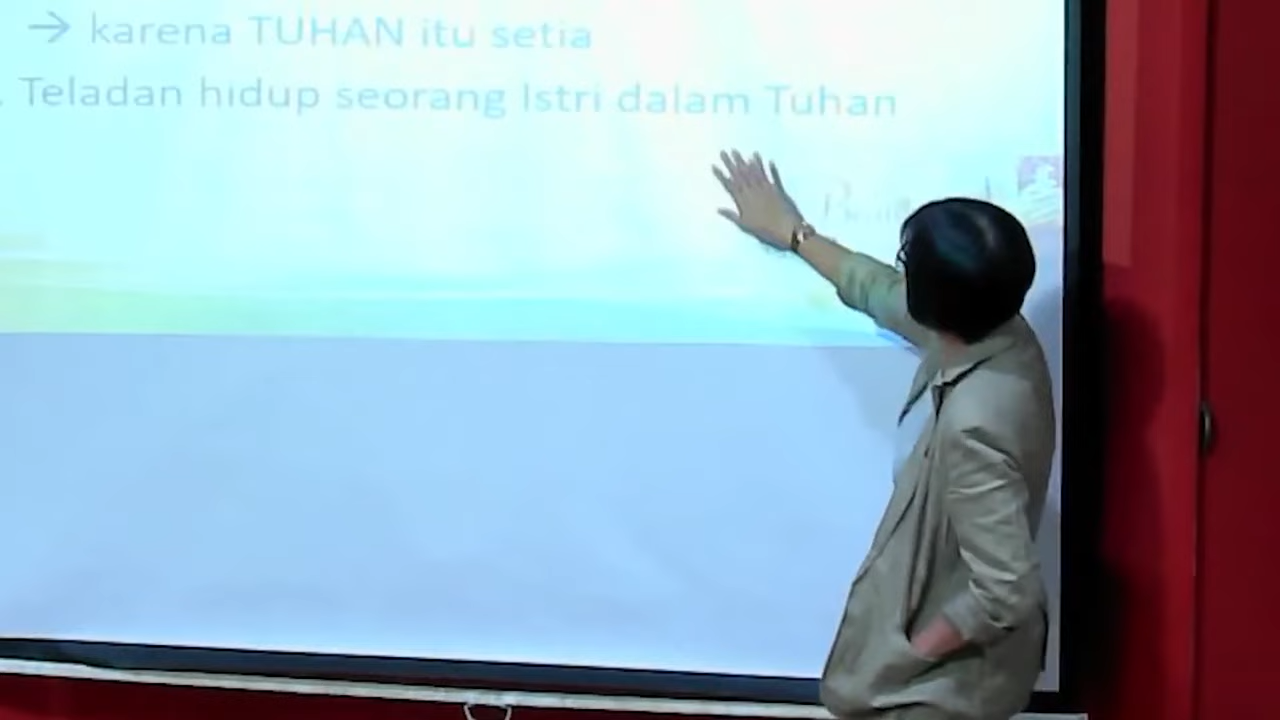 → karena TUHAN itu setia
. Teladan hidup seorang Istri dalam Tuhan